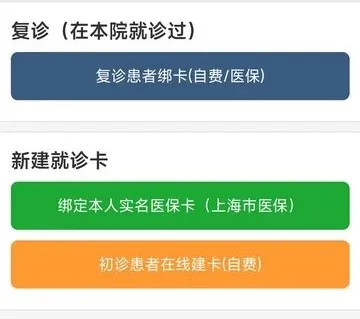 复诊（在本院就诊过）
复诊患者绑卡(自费/医保)
新建就诊卡
绑定本人实名医保卡（上海市医保）
初诊患者在线建卡(自费)